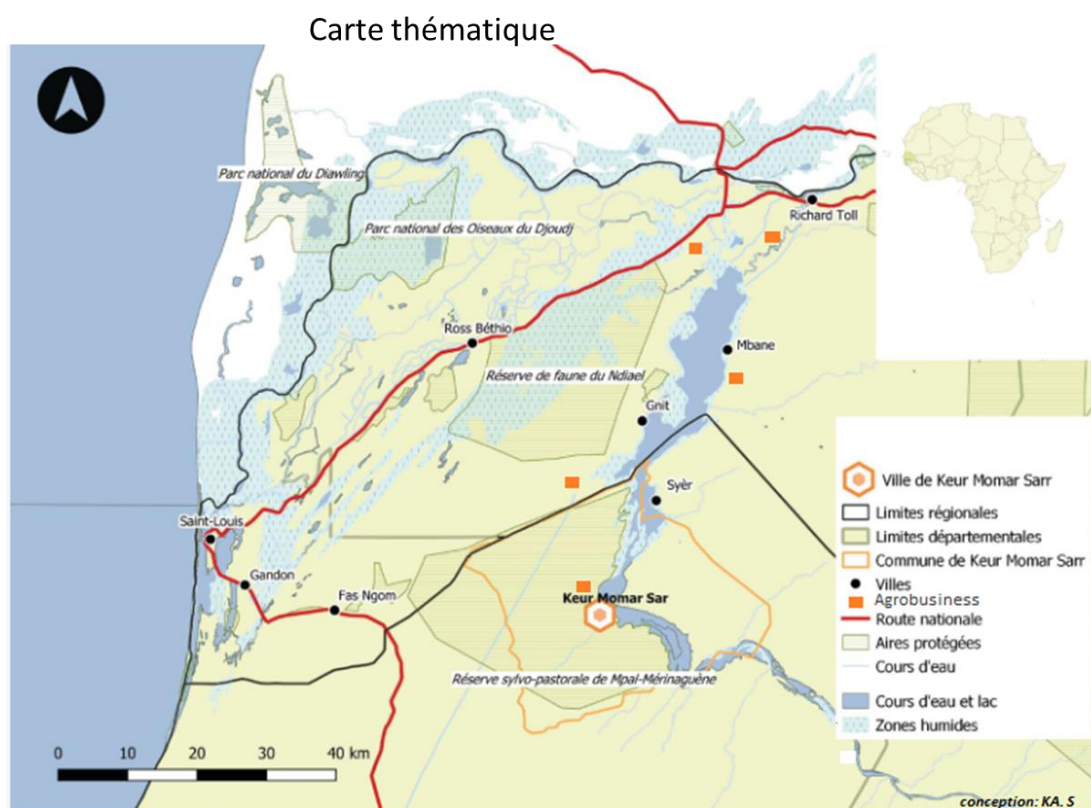 Carte thématique
Parc national du Diawling
Parc national des Oiseaux du Djoudj
Richard Toll
Ross Béthio
Mbane
Réserve de faune du Ndiael
Gnit
Syèr
Saint-Louis
Gandon
Fas Ngom
Keur Momar Sar
Réserve sylvo-pastorale de Mpal-Mérinaguène
0 10 20 30 40 km
Ville de Keur Momar Sarr
Limites régionales
Limites départementales
Commune de Keur Momar Sarr
Villes
Agrobusiness
Route nationale
Aires protégées
Cours d'eau
Cours d'eau et lac
Zones humides
conception: KA. S